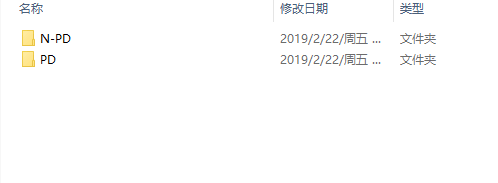 名称 修改日期 类型
N-PD 2019/2/22/周五 ... 文件夹
PD 2019/2/22/周五 ... 文件夹